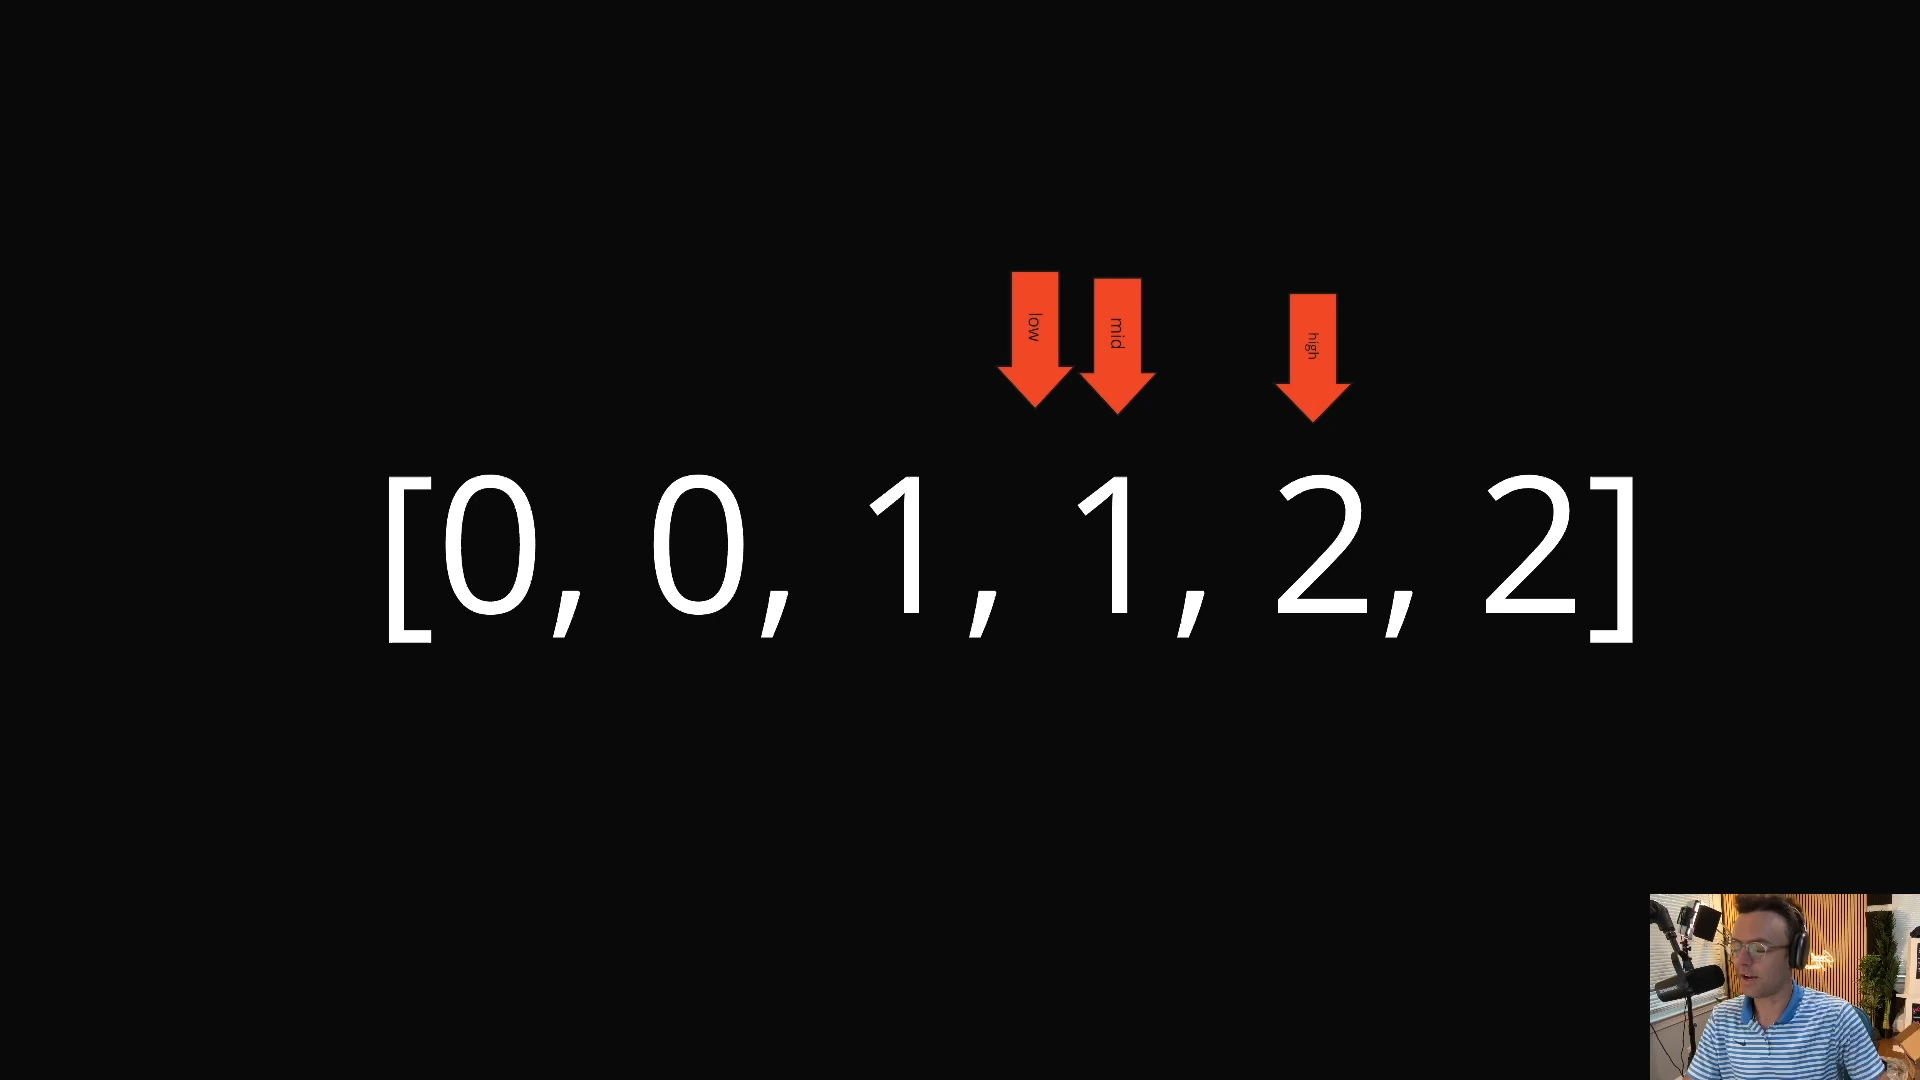 low
mid
high
[0, 0, 1, 1, 2, 2]